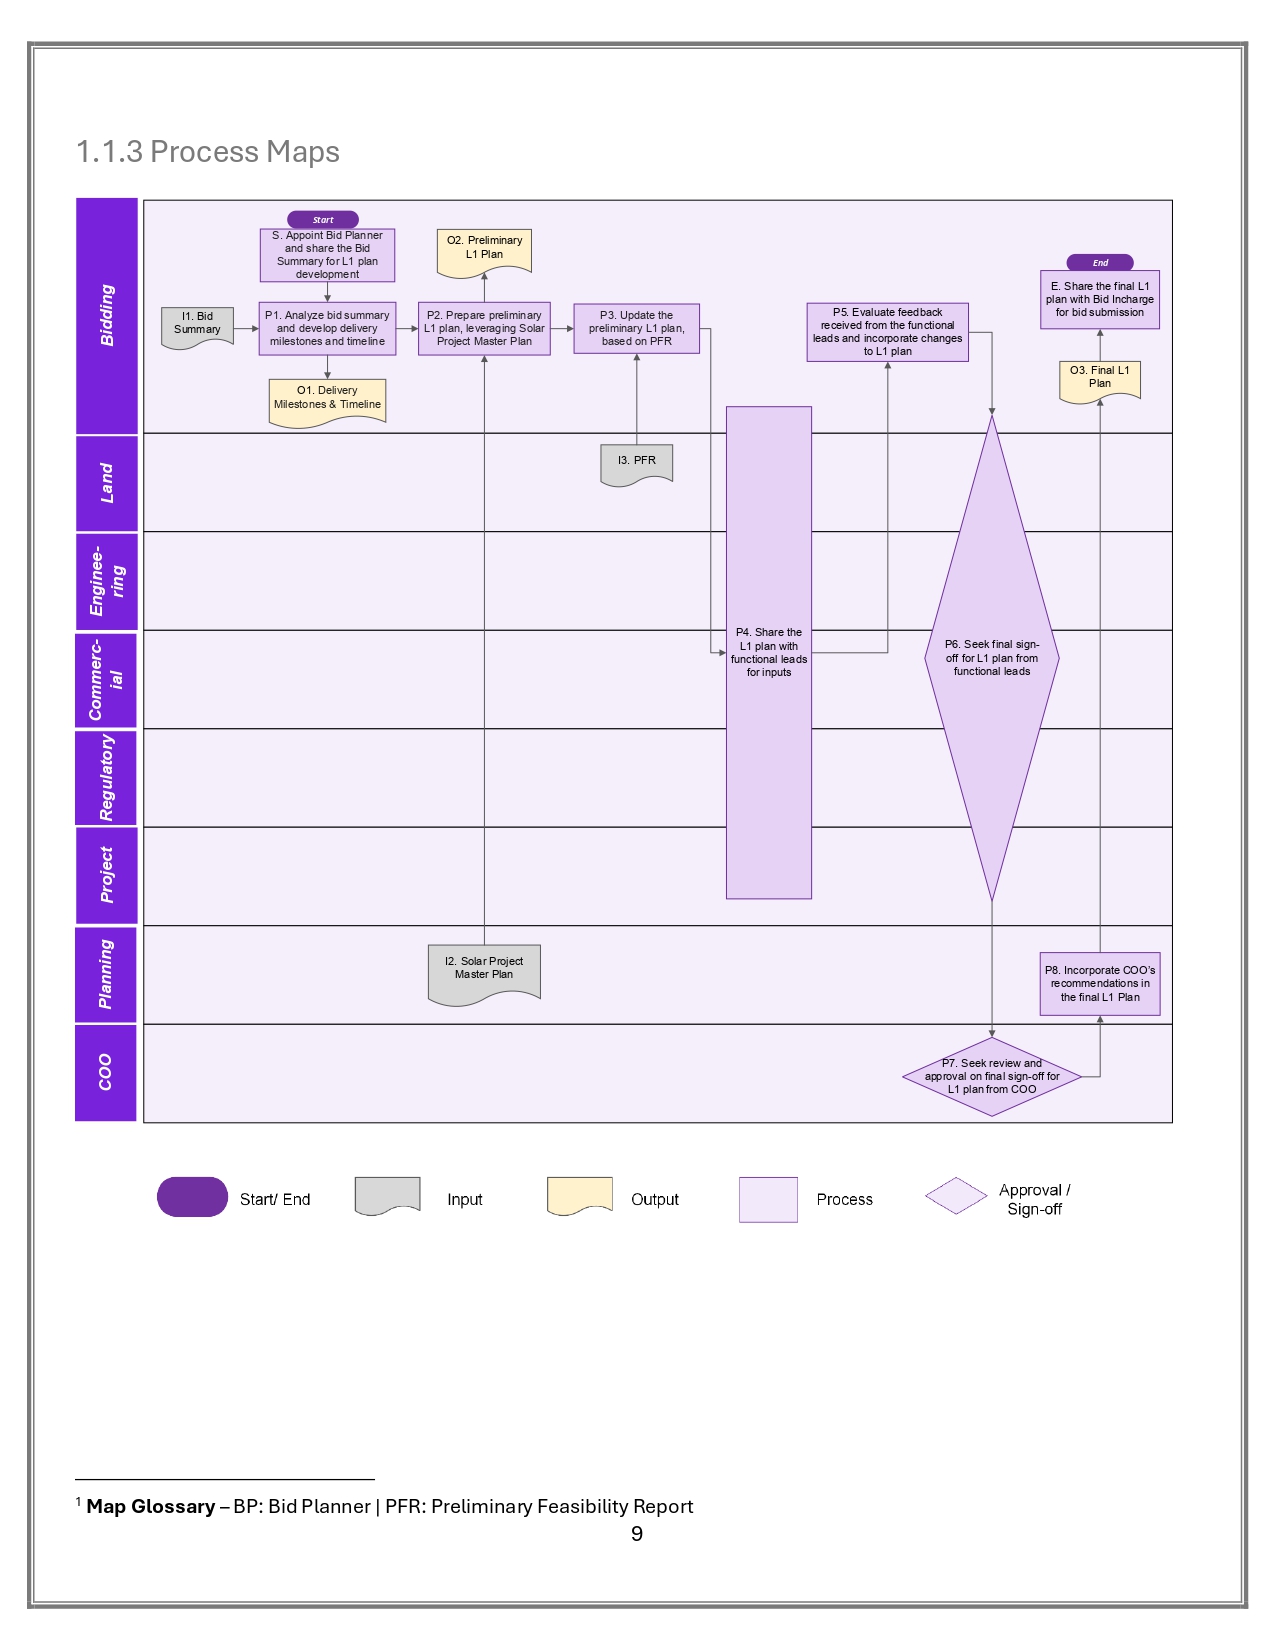 1.1.3 Process Maps
Bidding
Start
S. Appoint Bid Planner
and share the Bid
Summary for L1 plan
development
I1. Bid
Summary
P1. Analyze bid summary
and develop delivery
milestones and timeline
O1. Delivery
Milestones & Timeline
O2. Preliminary
L1 Plan
P2. Prepare preliminary
L1 plan, leveraging Solar
Project Master Plan
P3. Update the
preliminary L1 plan,
based on PFR
P5. Evaluate feedback
received from the functional
leads and incorporate changes
to L1 plan
End
E. Share the final L1
plan with Bid Incharge
for bid submission
O3. Final L1
Plan
Land
I3. PFR
Enginee-
ring
Commerc-
ial
P4. Share the
L1 plan with
functional leads
for inputs
P6. Seek final sign-
off for L1 plan from
functional leads
Regulatory
Project
Planning
I2. Solar Project
Master Plan
P8. Incorporate COO’s
recommendations in
the final L1 Plan
COO
P7. Seek review and
approval on final sign-off for
L1 plan from COO
Start/ End
Input
Output
Process
Approval /
Sign-off
1 Map Glossary – BP: Bid Planner | PFR: Preliminary Feasibility Report
9